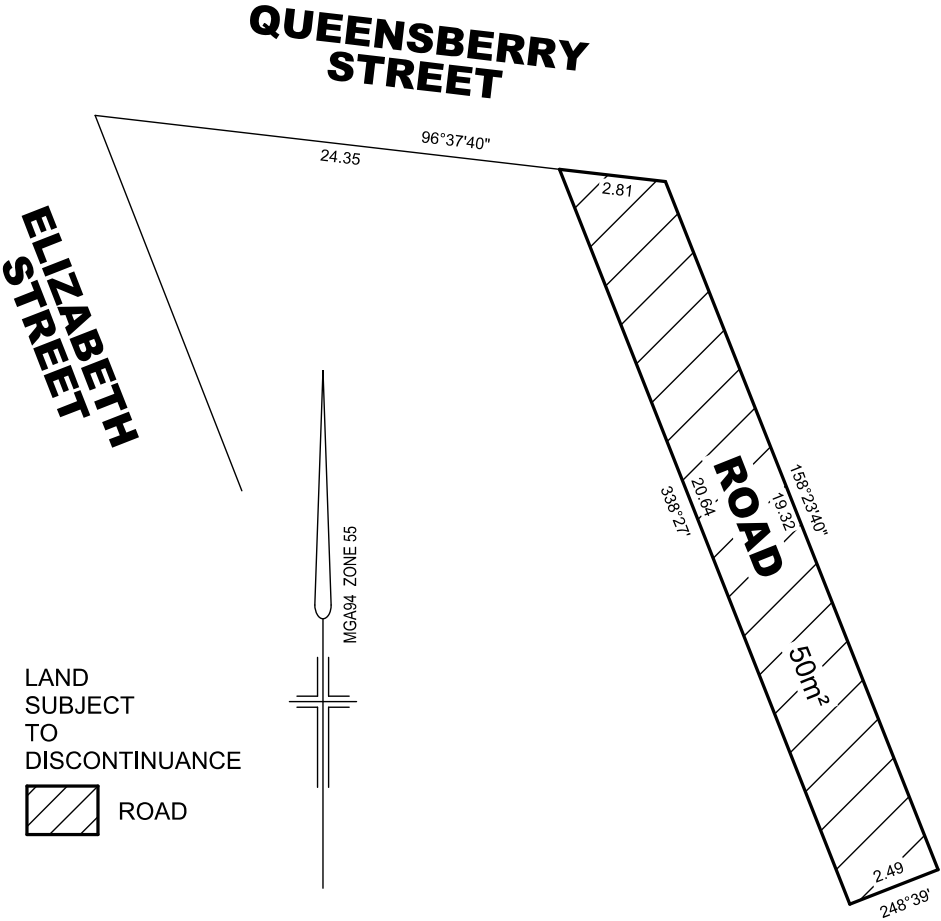 QUEENSBERRY
STREET
96°37'40"
24.35
2.81
ELIZABETH
STREET
338°27'
20.64
ROAD
19.32
158°23'40"
50m²
MGA94 ZONE 55
LAND
SUBJECT
TO
DISCONTINUANCE
ROAD
2.49
248°39'